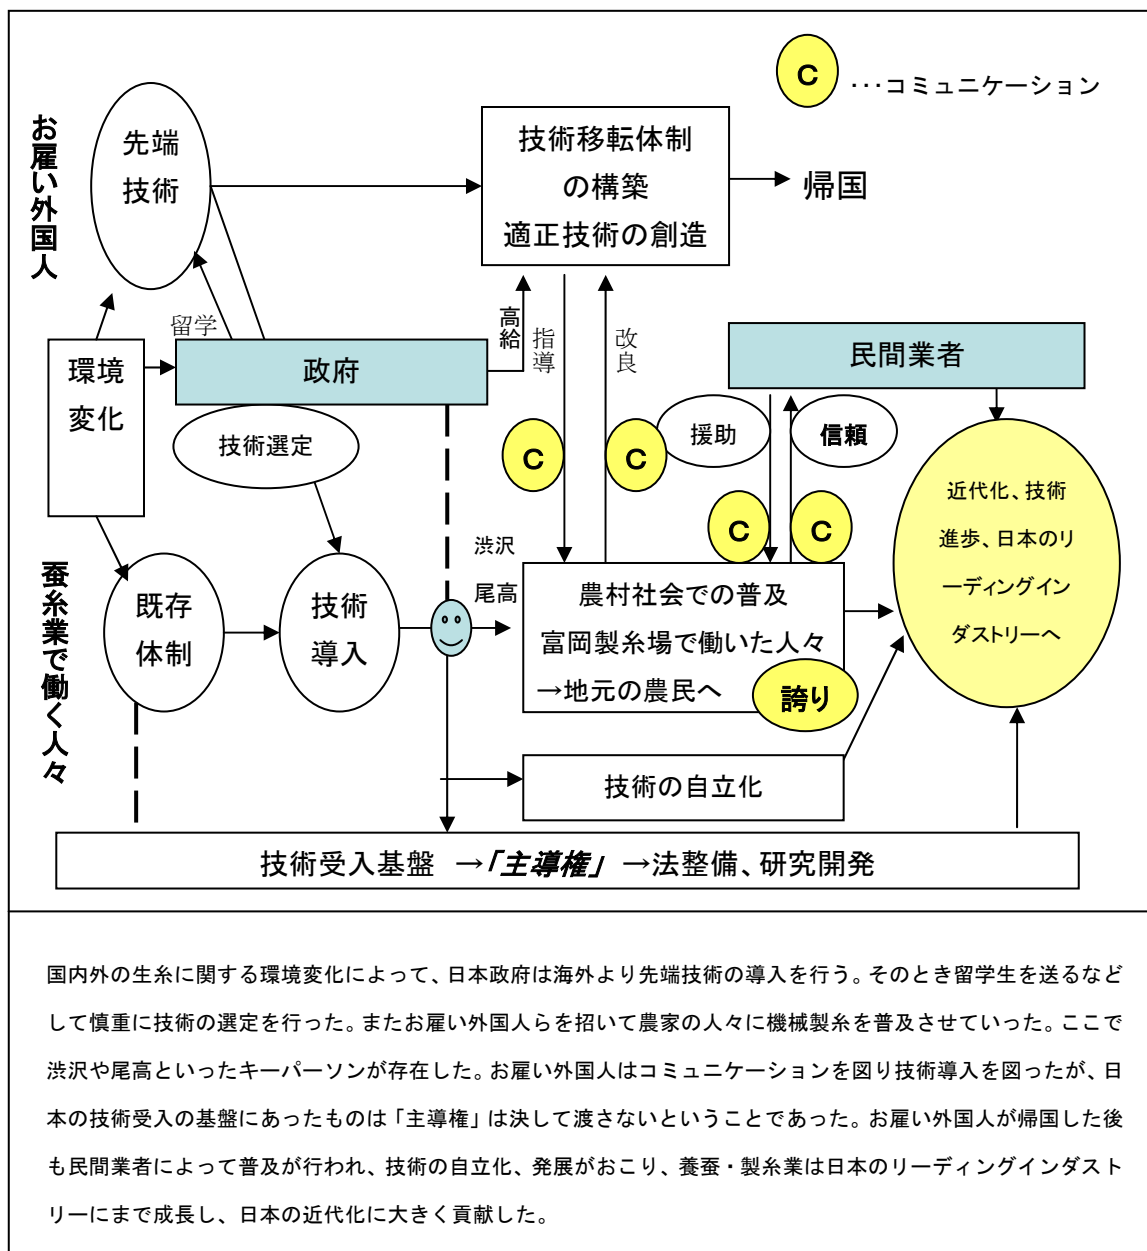 C
…コミュニケーション
お雇い外国人
先端
技術
技術移転体制
の構築
適正技術の創造
帰国
留学
高給
指導
改良
環境
変化
政府
民間業者
技術選定
C
C
援助
信頼
C
C
近代化、技術
進歩、日本のリ
ーディングイン
ダストリーへ
蚕糸業で働く人々
既存
体制
技術
導入
渋沢
尾高
農村社会での普及
富岡製糸場で働いた人々
→地元の農民へ
誇り
技術の自立化
技術受入基盤 →「主導権」 →法整備、研究開発
国内外の生糸に関する環境変化によって、日本政府は海外より先端技術の導入を行う。そのとき留学生を送るなど
して慎重に技術の選定を行った。またお雇い外国人らを招いて農家の人々に機械製糸を普及させていった。ここで
渋沢や尾高といったキーパーソンが存在した。お雇い外国人はコミュニケーションを図り技術導入を図ったが、日
本の技術受入の基盤にあったものは「主導権」は決して渡さないということであった。お雇い外国人が帰国した後
も民間業者によって普及が行われ、技術の自立化、発展がおこり、養蚕・製糸業は日本のリーディングインダスト
リーにまで成長し、日本の近代化に大きく貢献した。